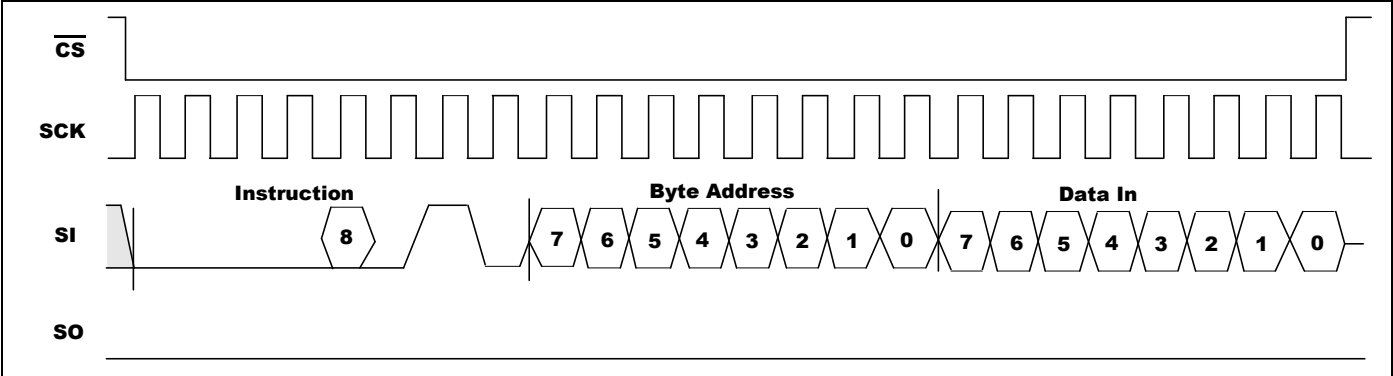 CS
SCK
Instruction Byte Address Data In
SI 8 7 6 5 4 3 2 1 0 7 6 5 4 3 2 1 0
SO